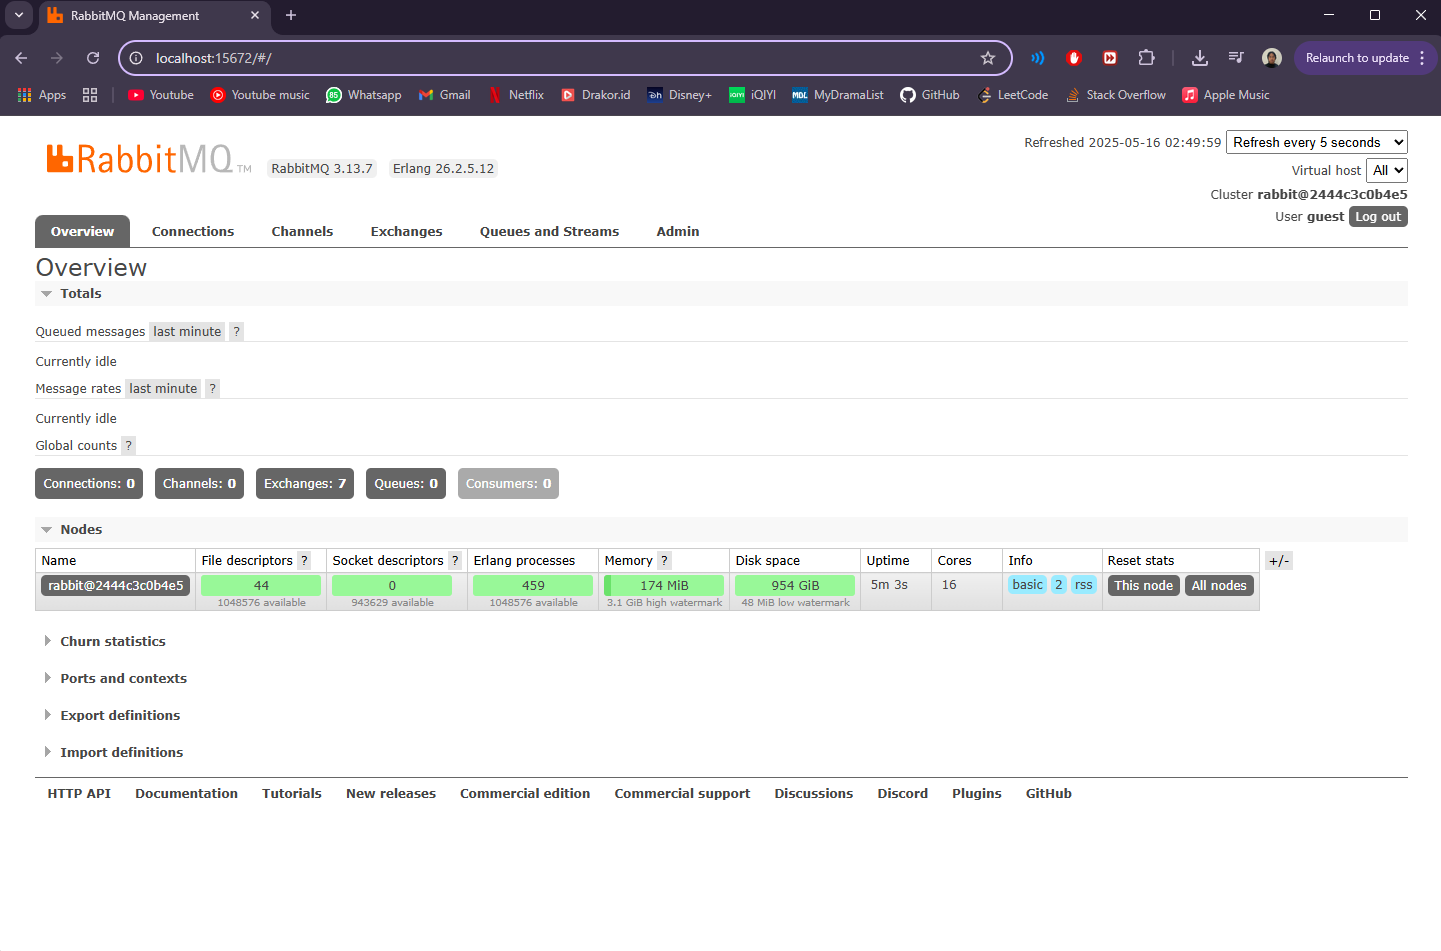 RabbitMQ Management
localhost:15672/#/
Relaunch to update
Apps Youtube Youtube music 85 Whatsapp Gmail Netflix Drakor.id Disney+ iQIYI MDL MyDramaList GitHub LeetCode Stack Overflow Apple Music
RabbitMQ TM RabbitMQ 3.13.7 Erlang 26.2.5.12
Refreshed 2025-05-16 02:49:59 Refresh every 5 seconds
Virtual host All
Cluster rabbit@2444c3c0b4e5
User guest Log out
Overview Connections Channels Exchanges Queues and Streams Admin
Overview
Totals
Queued messages last minute ?
Currently idle
Message rates last minute ?
Currently idle
Global counts ?
Connections: 0 Channels: 0 Exchanges: 7 Queues: 0 Consumers: 0
Nodes
Name File descriptors ? Socket descriptors ? Erlang processes Memory ? Disk space Uptime Cores Info Reset stats +/-
rabbit@2444c3c0b4e5 44 0 459 174 MiB 954 GiB 5m 3s 16 basic 2 rss This node All nodes
1048576 available 943629 available 1048576 available 3.1 GiB high watermark 48 MiB low watermark
Churn statistics
Ports and contexts
Export definitions
Import definitions
HTTP API Documentation Tutorials New releases Commercial edition Commercial support Discussions Discord Plugins GitHub